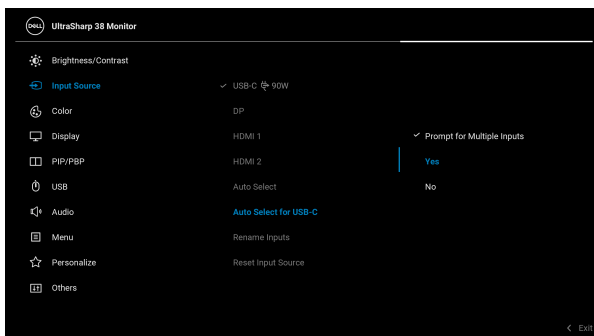 DELL UltraSharp 38 Monitor
Brightness/Contrast
Input Source
USB-C 90W
Color
DP
Display
HDMI 1
Prompt for Multiple Inputs
PIP/PBP
HDMI 2
Yes
USB
Auto Select
No
Audio
Auto Select for USB-C
Menu
Rename Inputs
Personalize
Reset Input Source
Others
Exit